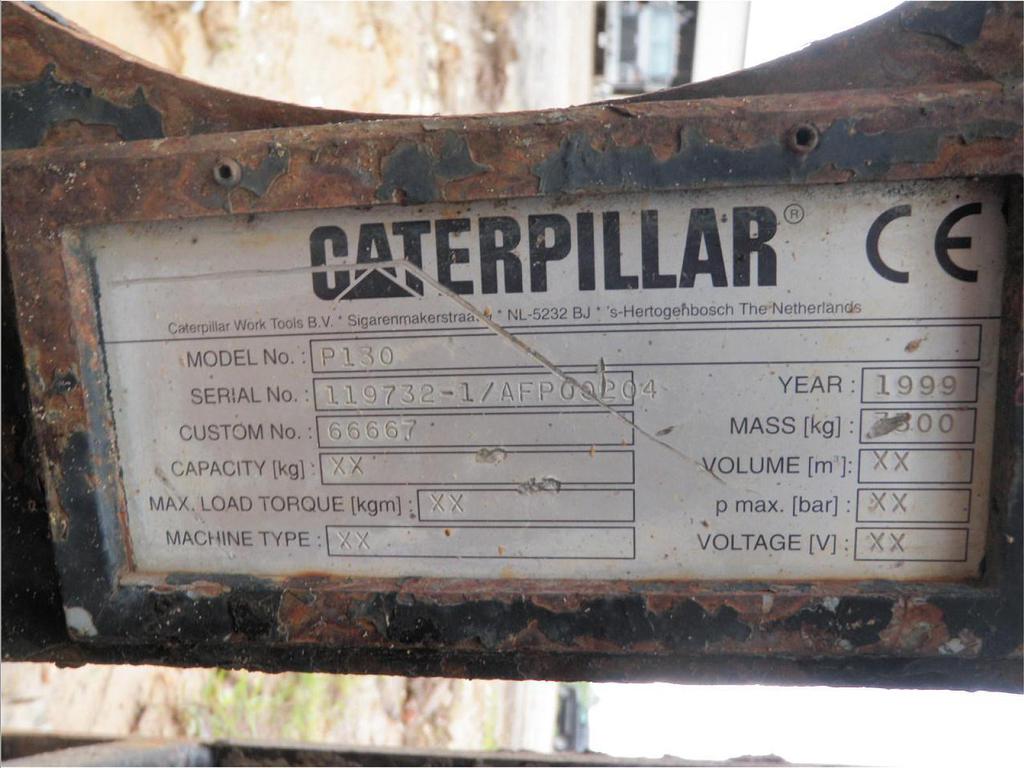 CATERPILLAR® CE
Caterpillar Work Tools B.V. * * NL-5232 BJ * 's-Hertogenbosch The Netherlands
MODEL No. : P130
SERIAL No. : 119732-1/AFP00204 YEAR : 1999
CUSTOM No. : 66667 MASS [kg] :
CAPACITY [kg] : XX VOLUME [m³]: XX
MAX. LOAD TORQUE [kgm] : XX p max. [bar] : XX
MACHINE TYPE : XX VOLTAGE [V] : XX